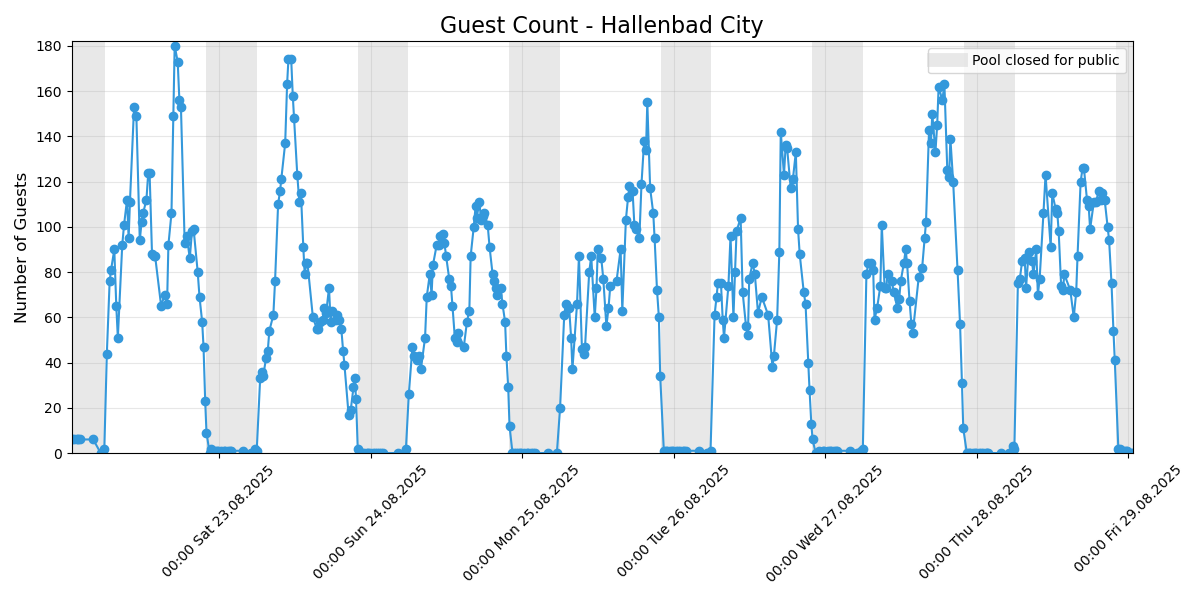 Guest Count - Hallenbad City
Pool closed for public
Number of Guests
180
160
140
120
100
80
60
40
20
0
00:00 Sat 23.08.2025
00:00 Sun 24.08.2025
00:00 Mon 25.08.2025
00:00 Tue 26.08.2025
00:00 Wed 27.08.2025
00:00 Thu 28.08.2025
00:00 Fri 29.08.2025